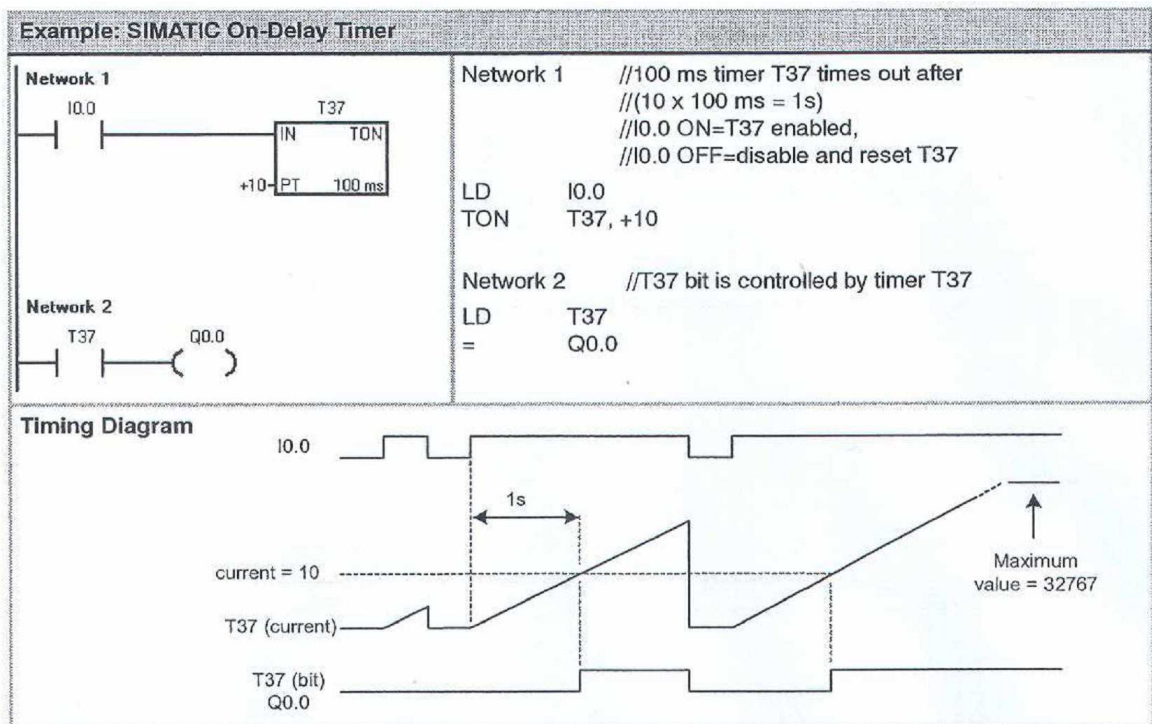 Example: SIMATIC On-Delay Timer
Network 1
I0.0
T37
IN TON
+10 PT 100 ms
Network 2
T37 Q0.0
Network 1 //100 ms timer T37 times out after
//(10 x 100 ms = 1s)
//I0.0 ON=T37 enabled,
//I0.0 OFF=disable and reset T37
LD I0.0
TON T37, +10
Network 2 //T37 bit is controlled by timer T37
LD T37
= Q0.0
Timing Diagram
I0.0
1s
current = 10
Maximum
value = 32767
T37 (current)
T37 (bit)
Q0.0